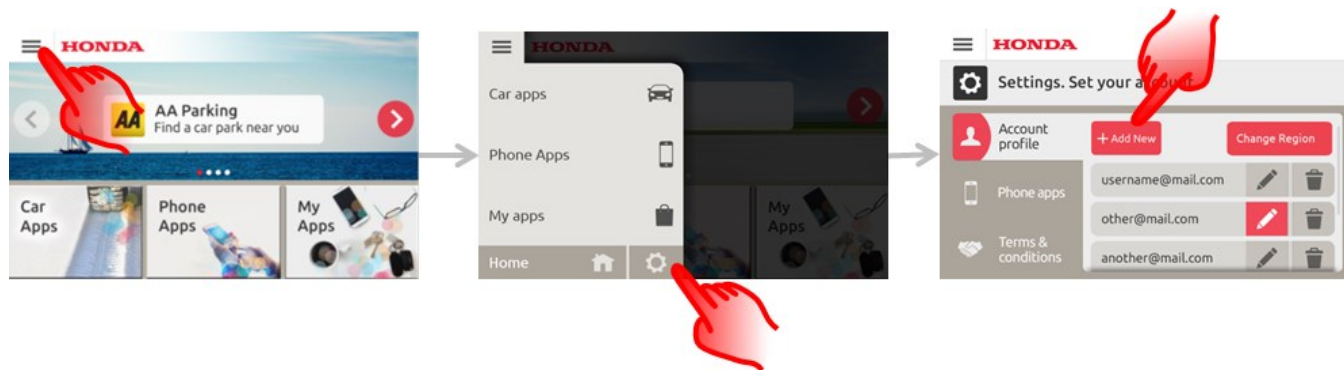 HONDA
AA
AA Parking
Find a car park near you
Car
Apps
Phone
Apps
My
Apps
HONDA
Car apps
Phone Apps
My apps
Home
My
Apps
HONDA
Settings. Set your account
Account
profile
+ Add New
Change Region
Phone apps
username@mail.com
other@mail.com
Terms &
conditions
another@mail.com